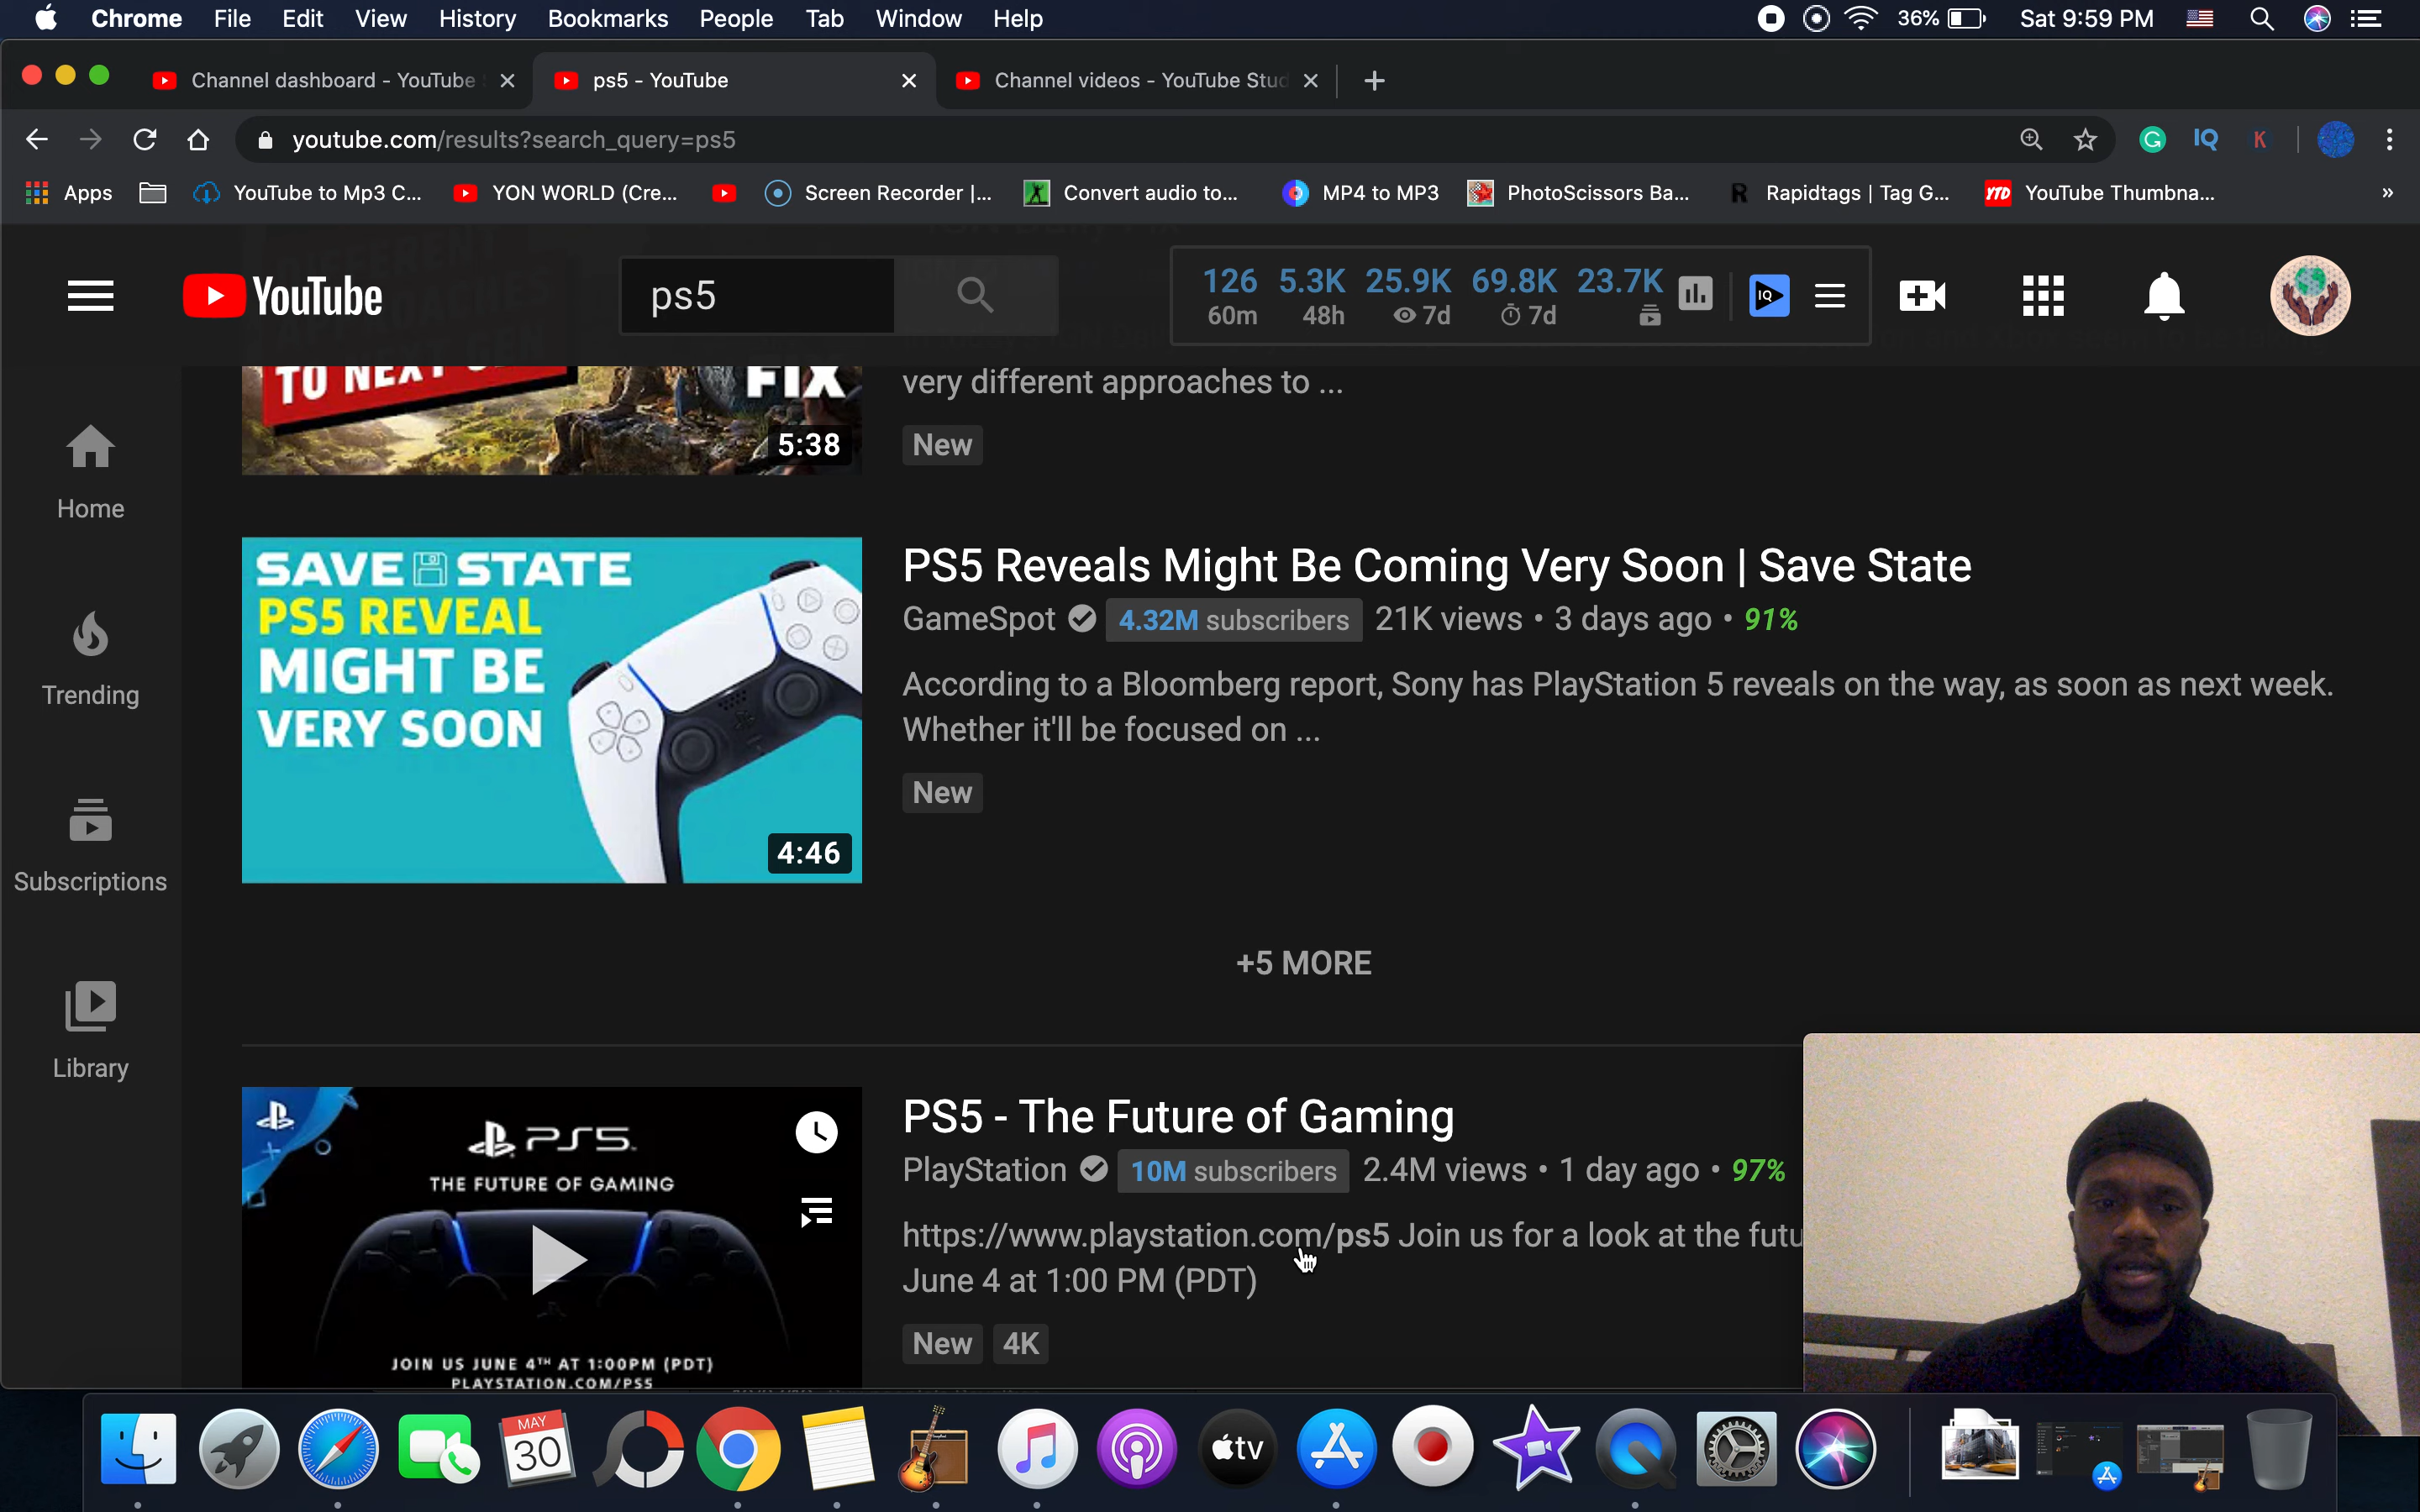 Chrome File Edit View History Bookmarks People Tab Window Help 36% Sat 9:59 PM
Channel dashboard - YouTube ps5 - YouTube Channel videos - YouTube Stud
youtube.com/results?search_query=ps5 IQ K
Apps YouTube to Mp3 C... YON WORLD (Cre... Screen Recorder |... Convert audio to... MP4 to MP3 PhotoScissors Ba... R Rapidtags | Tag G... YTD YouTube Thumbna... »
YouTube ps5 126 5.3K 25.9K 69.8K 23.7K IQ
60m 48h 7d 7d
TO NEXT GEN FIX
very different approaches to ...
5:38
New
Home
Trending
Subscriptions
Library
SAVE STATE
PS5 REVEAL
MIGHT BE
VERY SOON
4:46
PS5 Reveals Might Be Coming Very Soon | Save State
GameSpot 4.32M subscribers 21K views • 3 days ago • 91%
According to a Bloomberg report, Sony has PlayStation 5 reveals on the way, as soon as next week.
Whether it'll be focused on ...
New
+5 MORE
PS5
THE FUTURE OF GAMING
JOIN US JUNE 4TH AT 1:00PM (PDT)
PLAYSTATION.COM/PS5
PS5 - The Future of Gaming
PlayStation 10M subscribers 2.4M views • 1 day ago • 97%
https://www.playstation.com/ps5 Join us for a look at the futu
June 4 at 1:00 PM (PDT)
New 4K
MAY
30
tv